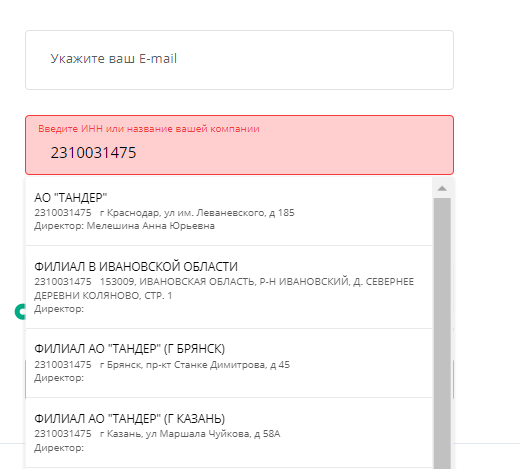 Укажите ваш E-mail
Введите ИНН или название вашей компании
2310031475
АО "ТАНДЕР"
2310031475 г Краснодар, ул им. Леваневского, д 185
Директор: Мелешина Анна Юрьевна
ФИЛИАЛ В ИВАНОВСКОЙ ОБЛАСТИ
2310031475 153009, ИВАНОВСКАЯ ОБЛАСТЬ, Р-Н ИВАНОВСКИЙ, Д. СЕВЕРНЕЕ
ДЕРЕВНИ КОЛЯНОВО, СТР. 1
Директор:
ФИЛИАЛ АО "ТАНДЕР" (Г БРЯНСК)
2310031475 г Брянск, пр-кт Станке Димитрова, д 45
Директор:
ФИЛИАЛ АО "ТАНДЕР" (Г КАЗАНЬ)
2310031475 г Казань, ул Маршала Чуйкова, д 58А
Директор: